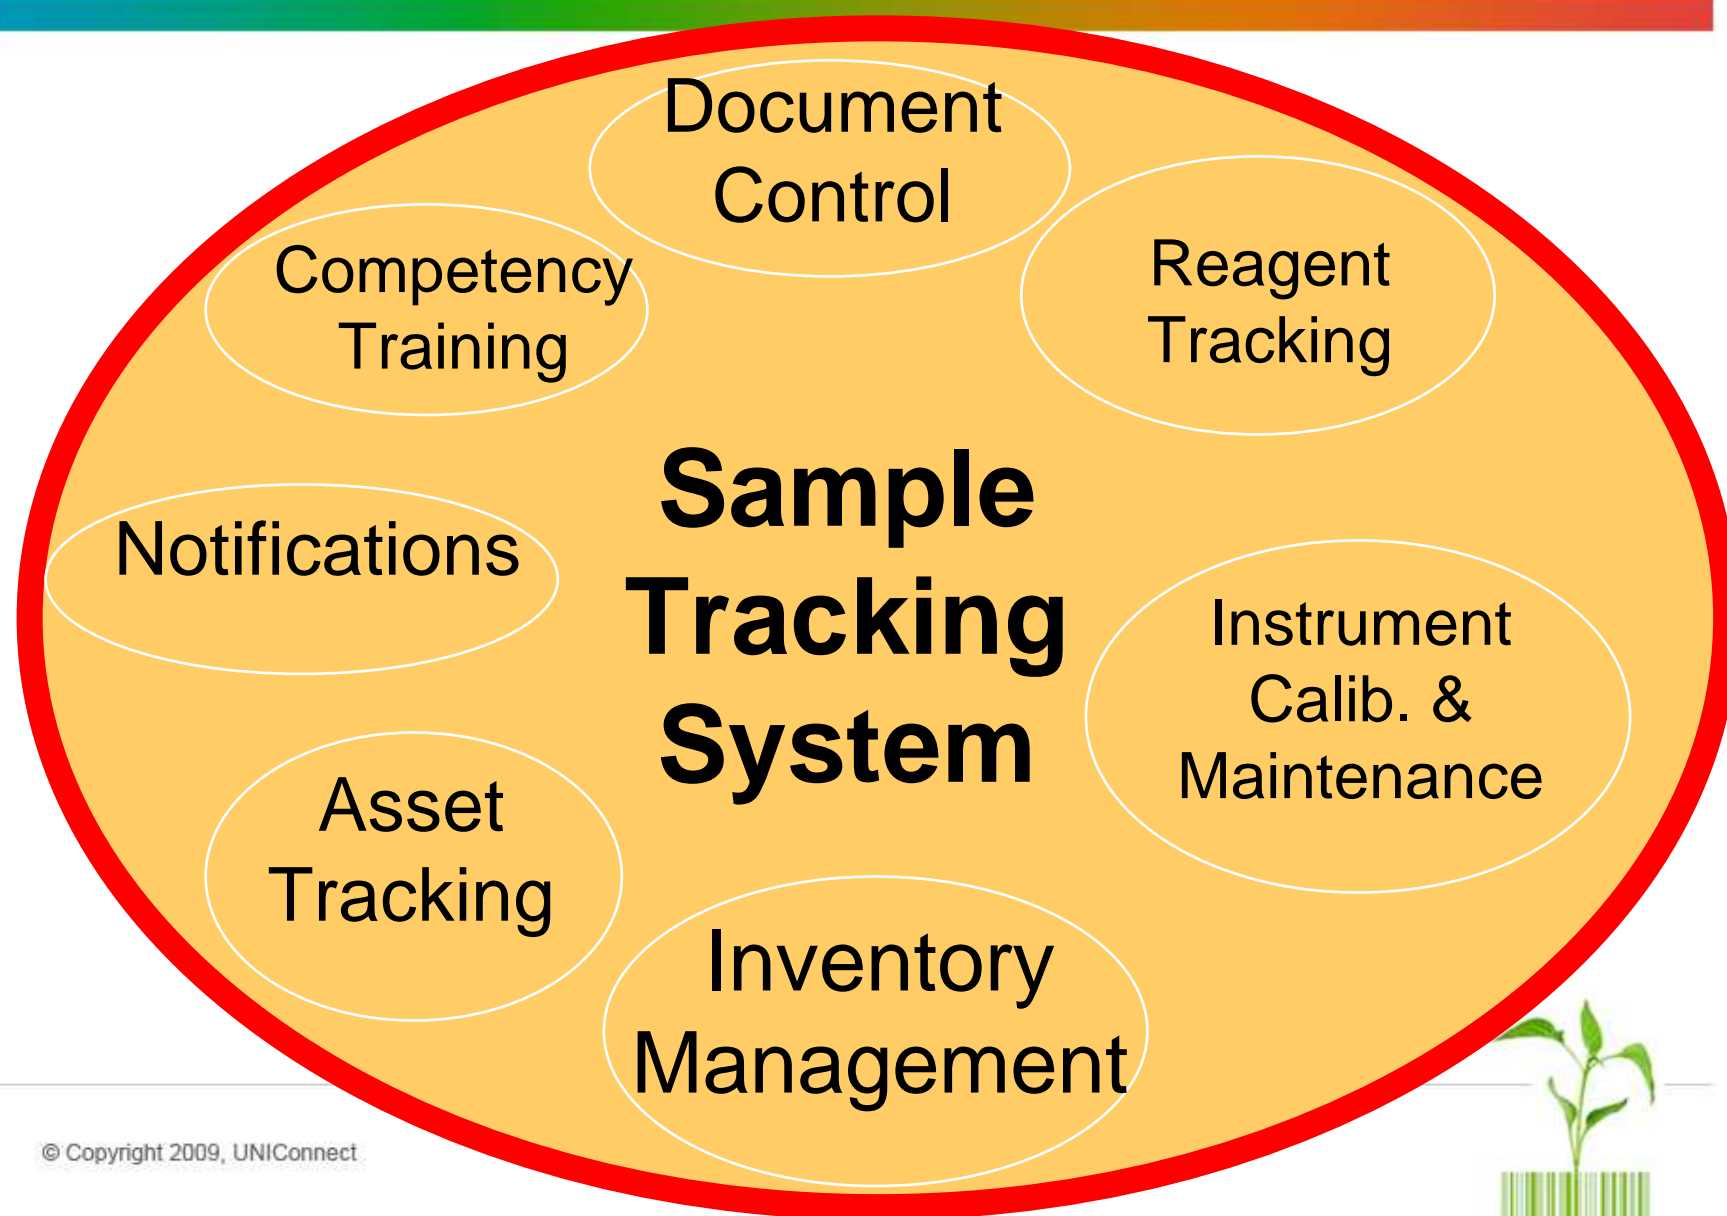 Document
Control
Competency
Training
Reagent
Tracking
Sample
Tracking
System
Notifications
Instrument
Calib. &
Maintenance
Asset
Tracking
Inventory
Management
© Copyright 2009, UNIConnect